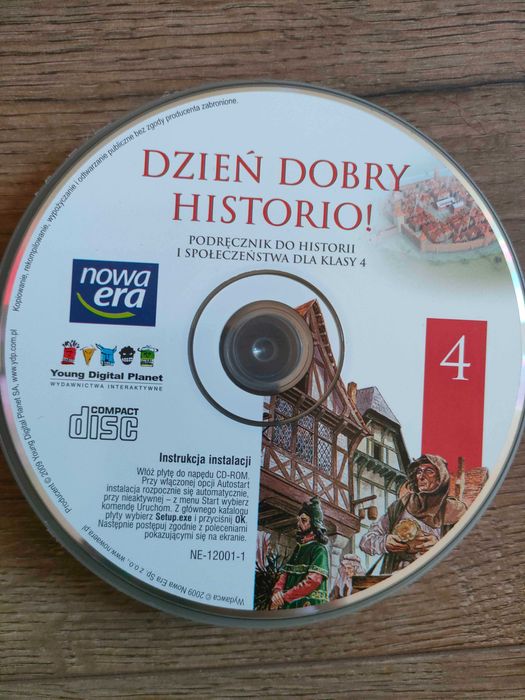 DZIEŃ DOBRY
HISTORIO!
PODRĘCZNIK DO HISTORII
I SPOŁECZEŃSTWA DLA KLASY 4
nowa
era
Young Digital Planet
WYDAWNICTWA INTERAKTYWNE
COMPACT
disc
4
Instrukcja instalacji
Włóż płytę do napędu CD-ROM.
Przy włączonej opcji Autostart
instalacja rozpocznie się automatycznie,
przy nieaktywnej – z menu Start wybierz
komendę Uruchom. Z głównego katalogu
płyty wybierz Setup.exe i przyciśnij OK.
Następnie postępuj zgodnie z poleceniami
pokazującymi się na ekranie.
NE-12001-1
Wydawca © 2009 Nowa Era Sp. z o.o., www.nowaera.pl
Producent © 2009 Young Digital Planet SA, www.ydp.com.pl
Kopiowanie, rekompilowanie, wypożyczanie i odtwarzanie publiczne bez zgody producenta zabronione.